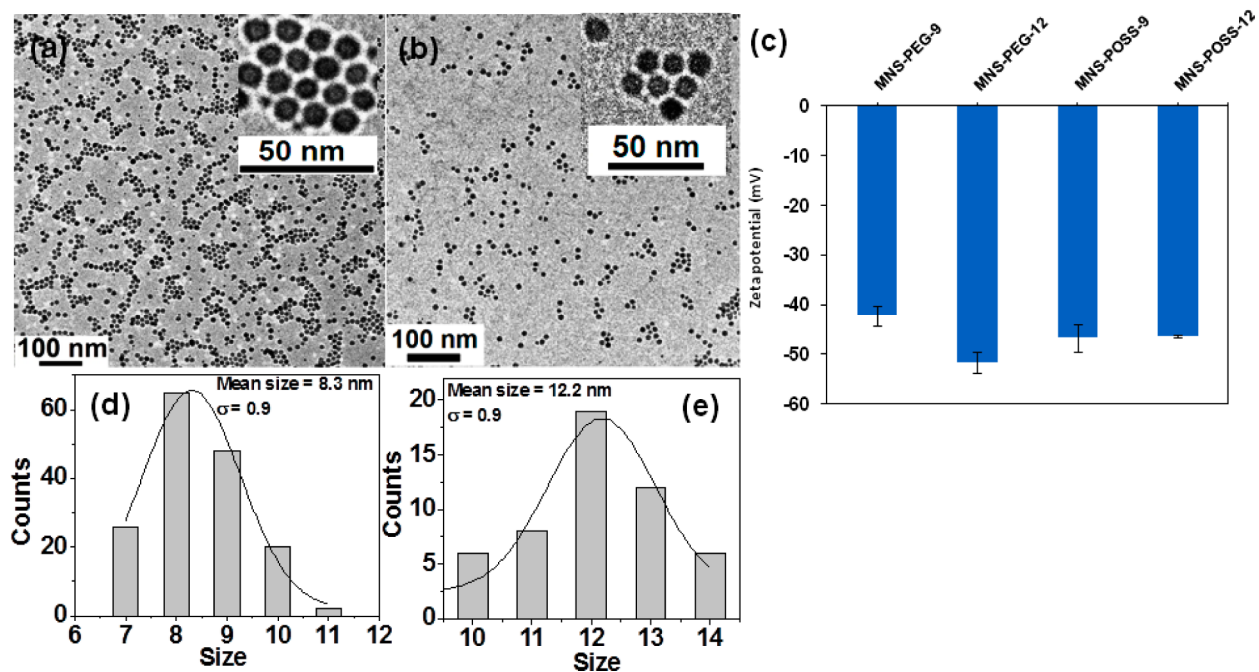 (a)
50 nm
100 nm
(b)
50 nm
100 nm
(c)
MNS-PEG-9
MNS-PEG-12
MNS-POSS-9
MNS-POSS-12
Zeta potential (mV)
0
-10
-20
-30
-40
-50
-60
(d)
Mean size = 8.3 nm
σ = 0.9
Counts
60
40
20
0
6 7 8 9 10 11 12
Size
(e)
Mean size = 12.2 nm
σ = 0.9
Counts
20
15
10
5
0
10 11 12 13 14
Size